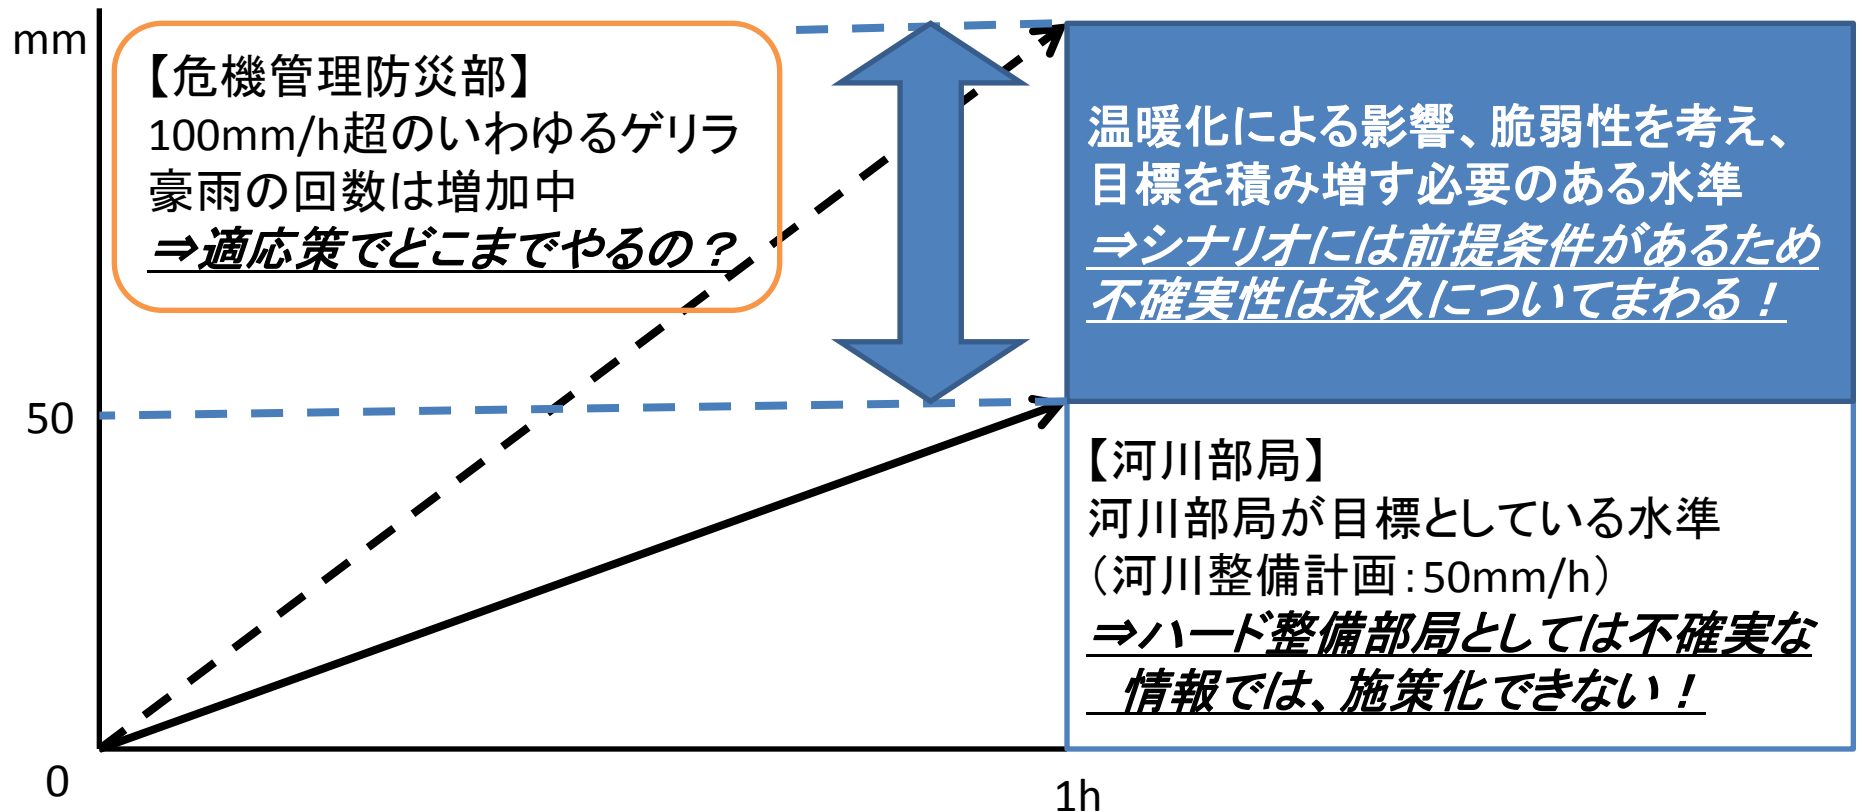 mm
【危機管理防災部】
100mm/h超のいわゆるゲリラ
豪雨の回数は増加中
⇒適応策でどこまでやるの？
温暖化による影響、脆弱性を考え、
目標を積み増す必要のある水準
⇒シナリオには前提条件があるため
不確実性は永久についてまわる！
50
【河川部局】
河川部局が目標としている水準
（河川整備計画：50mm/h）
⇒ハード整備部局としては不確実な
情報では、施策化できない！
0
1h